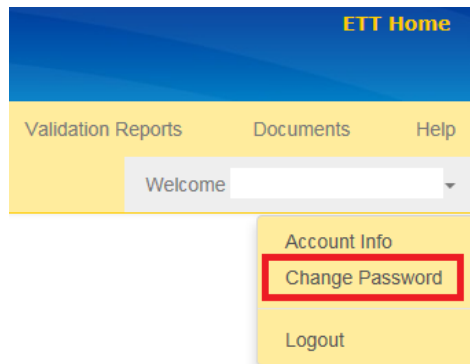 ETT Home
Validation Reports Documents Help
Welcome
Account Info
Change Password
Logout